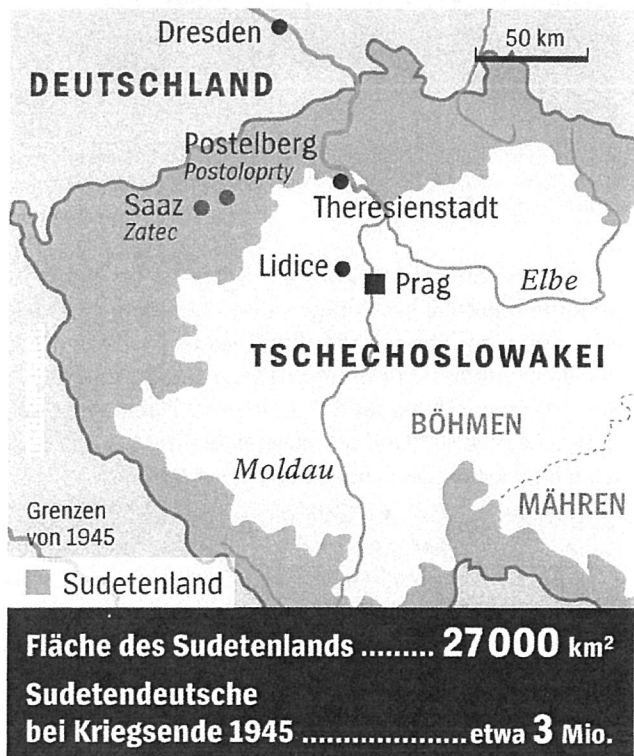 Dresden
50 km
DEUTSCHLAND
Postelberg
Postoloprty
Saaz
Zatec
Theresienstadt
Lidice
Prag
Elbe
TSCHECHOSLOWAKEI
BÖHMEN
Moldau
MÄHREN
Grenzen
von 1945
Sudetenland
Fläche des Sudetenlands ......... 27000 km²
Sudetendeutsche
bei Kriegsende 1945 ....................etwa 3 Mio.